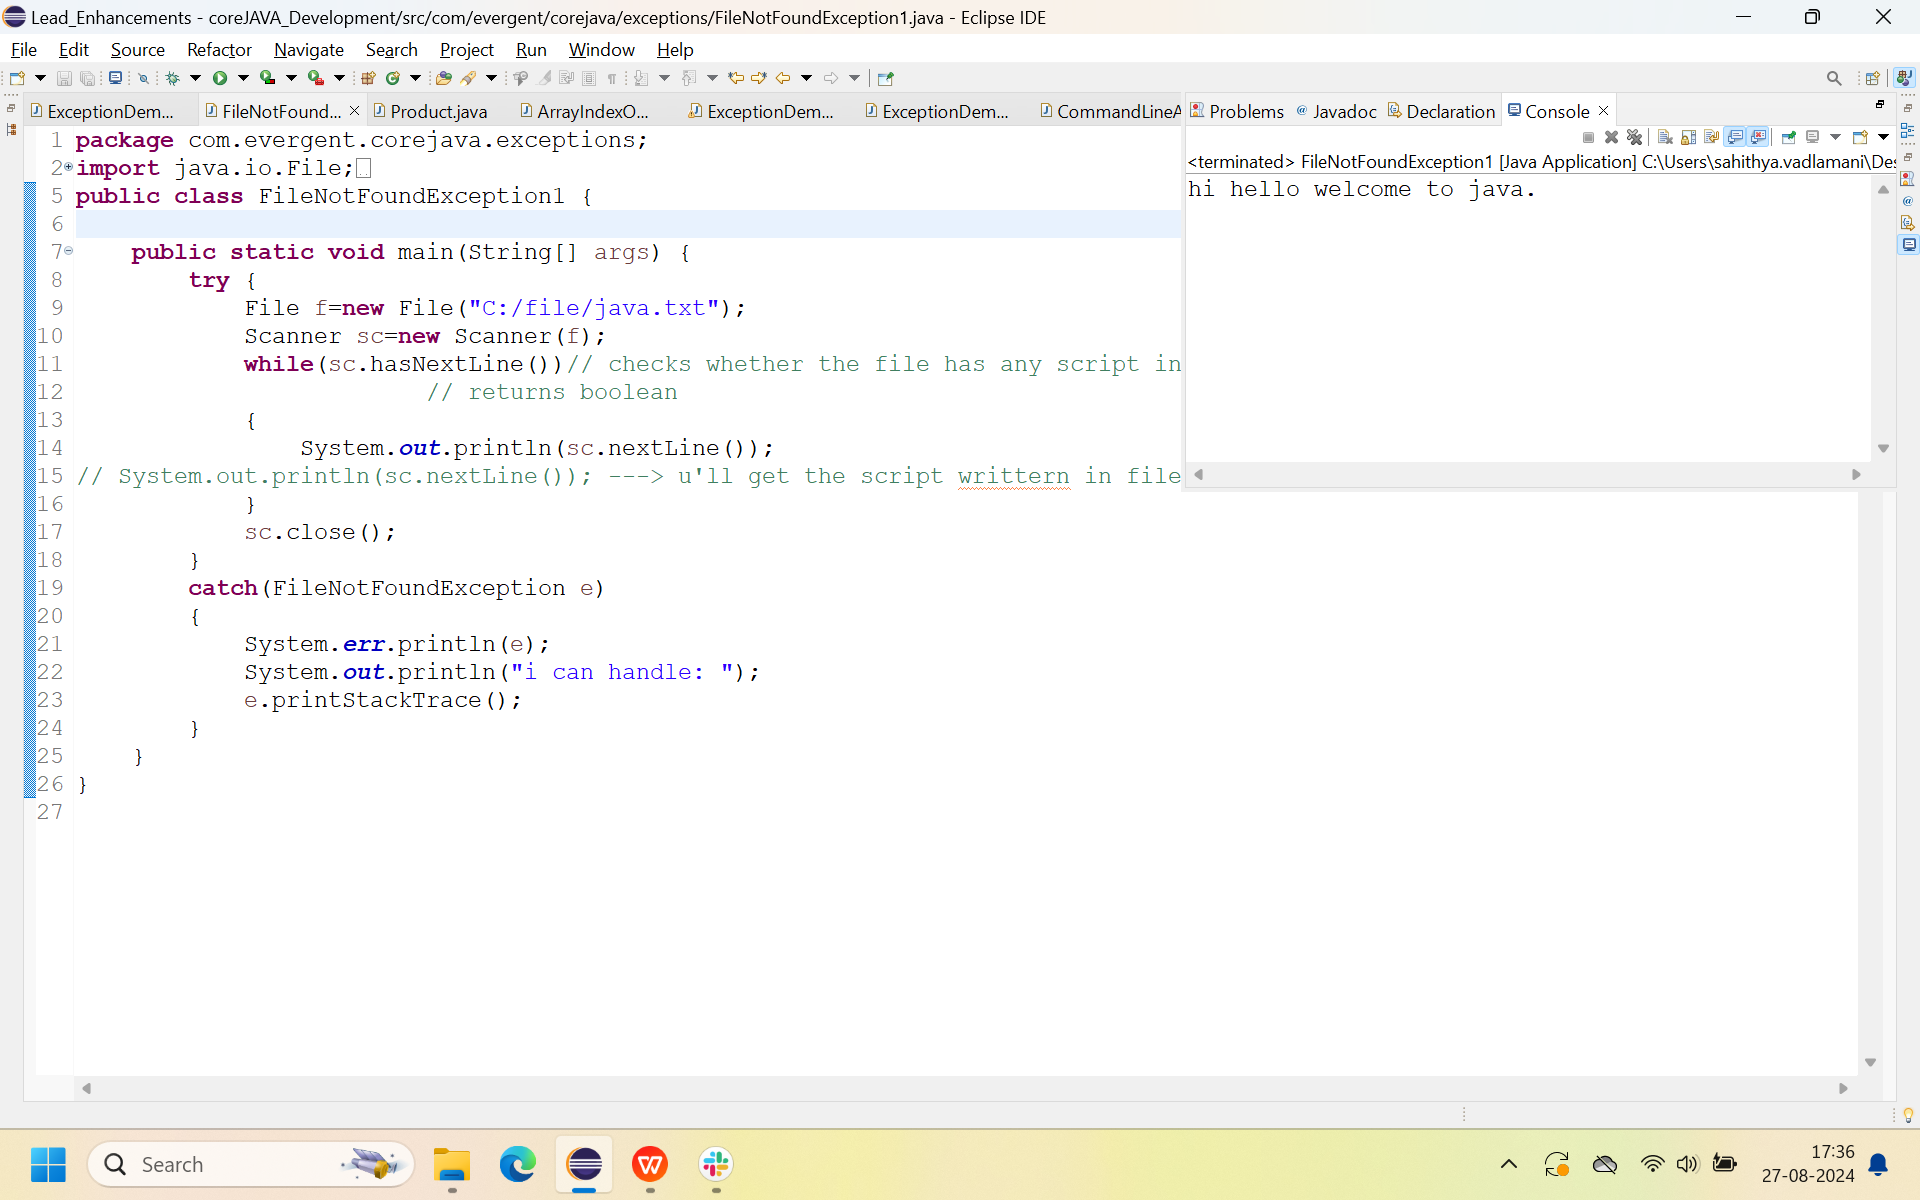 Lead_Enhancements - coreJAVA_Development/src/com/evergent/corejava/exceptions/FileNotFoundException1.java - Eclipse IDE
File Edit Source Refactor Navigate Search Project Run Window Help
ExceptionDem... FileNotFound... Product.java ArrayIndexO... ExceptionDem... ExceptionDem... CommandLineA
Problems Javadoc Declaration Console
<terminated> FileNotFoundException1 [Java Application] C:\Users\sahithya.vadlamani\Des
hi hello welcome to java.
1 package com.evergent.corejava.exceptions;
2 import java.io.File;
5 public class FileNotFoundException1 {
6
7 public static void main(String[] args) {
8 try {
9 File f=new File("C:/file/java.txt");
10 Scanner sc=new Scanner(f);
11 while(sc.hasNextLine())// checks whether the file has any script in
12 // returns boolean
13 {
14 System.out.println(sc.nextLine());
15 // System.out.println(sc.nextLine()); ---> u'll get the script writtern in file
16 }
17 sc.close();
18 }
19 catch(FileNotFoundException e)
20 {
21 System.err.println(e);
22 System.out.println("i can handle: ");
23 e.printStackTrace();
24 }
25 }
26 }
27
Search
17:36
27-08-2024